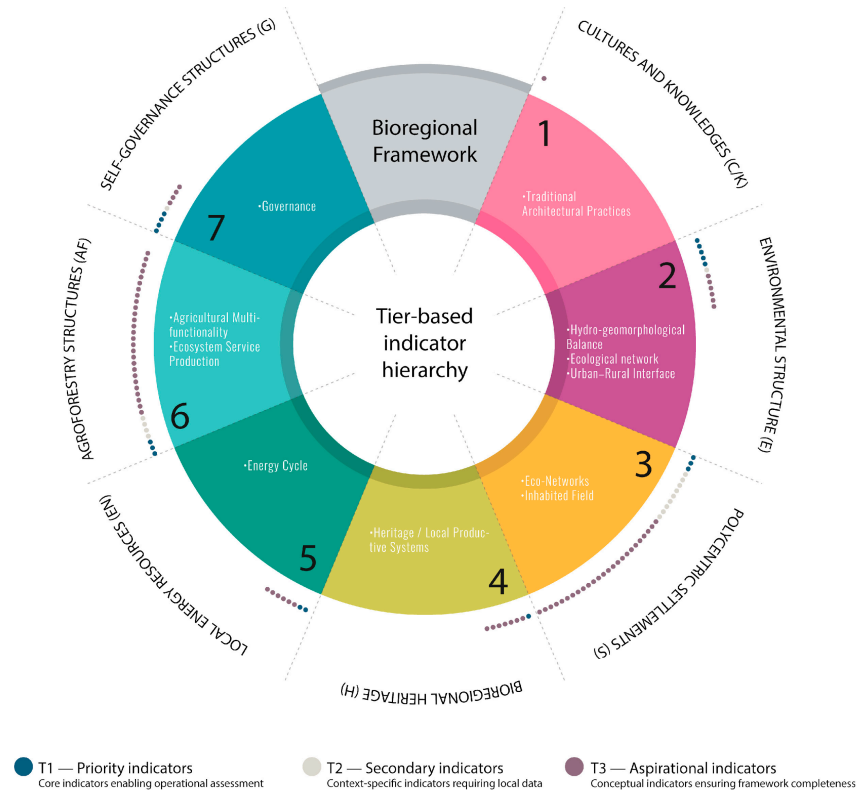 SELF-GOVERNANCE STRUCTURES (G)
CULTURES AND KNOWLEDGES (C/K)
Bioregional
Framework
1
•Traditional
Architectural Practices
7
•Governance
2
•Hydro-geomorphological
Balance
•Ecological network
•Urban–Rural Interface
ENVIRONMENTAL STRUCTURE (E)
AGROFORESTRY STRUCTURES (AF)
•Agricultural Multi-
functionality
•Ecosystem Service
Production
6
Tier-based
indicator
hierarchy
3
•Eco-Networks
•Inhabited Field
POLYCENTRIC SETTLEMENTS (S)
•Energy Cycle
5
LOCAL ENERGY RESOURCES (EN)
•Heritage / Local Produc-
tive Systems
4
BIOREGIONAL HERITAGE (H)
T1 — Priority indicators
Core indicators enabling operational assessment
T2 — Secondary indicators
Context-specific indicators requiring local data
T3 — Aspirational indicators
Conceptual indicators ensuring framework completeness